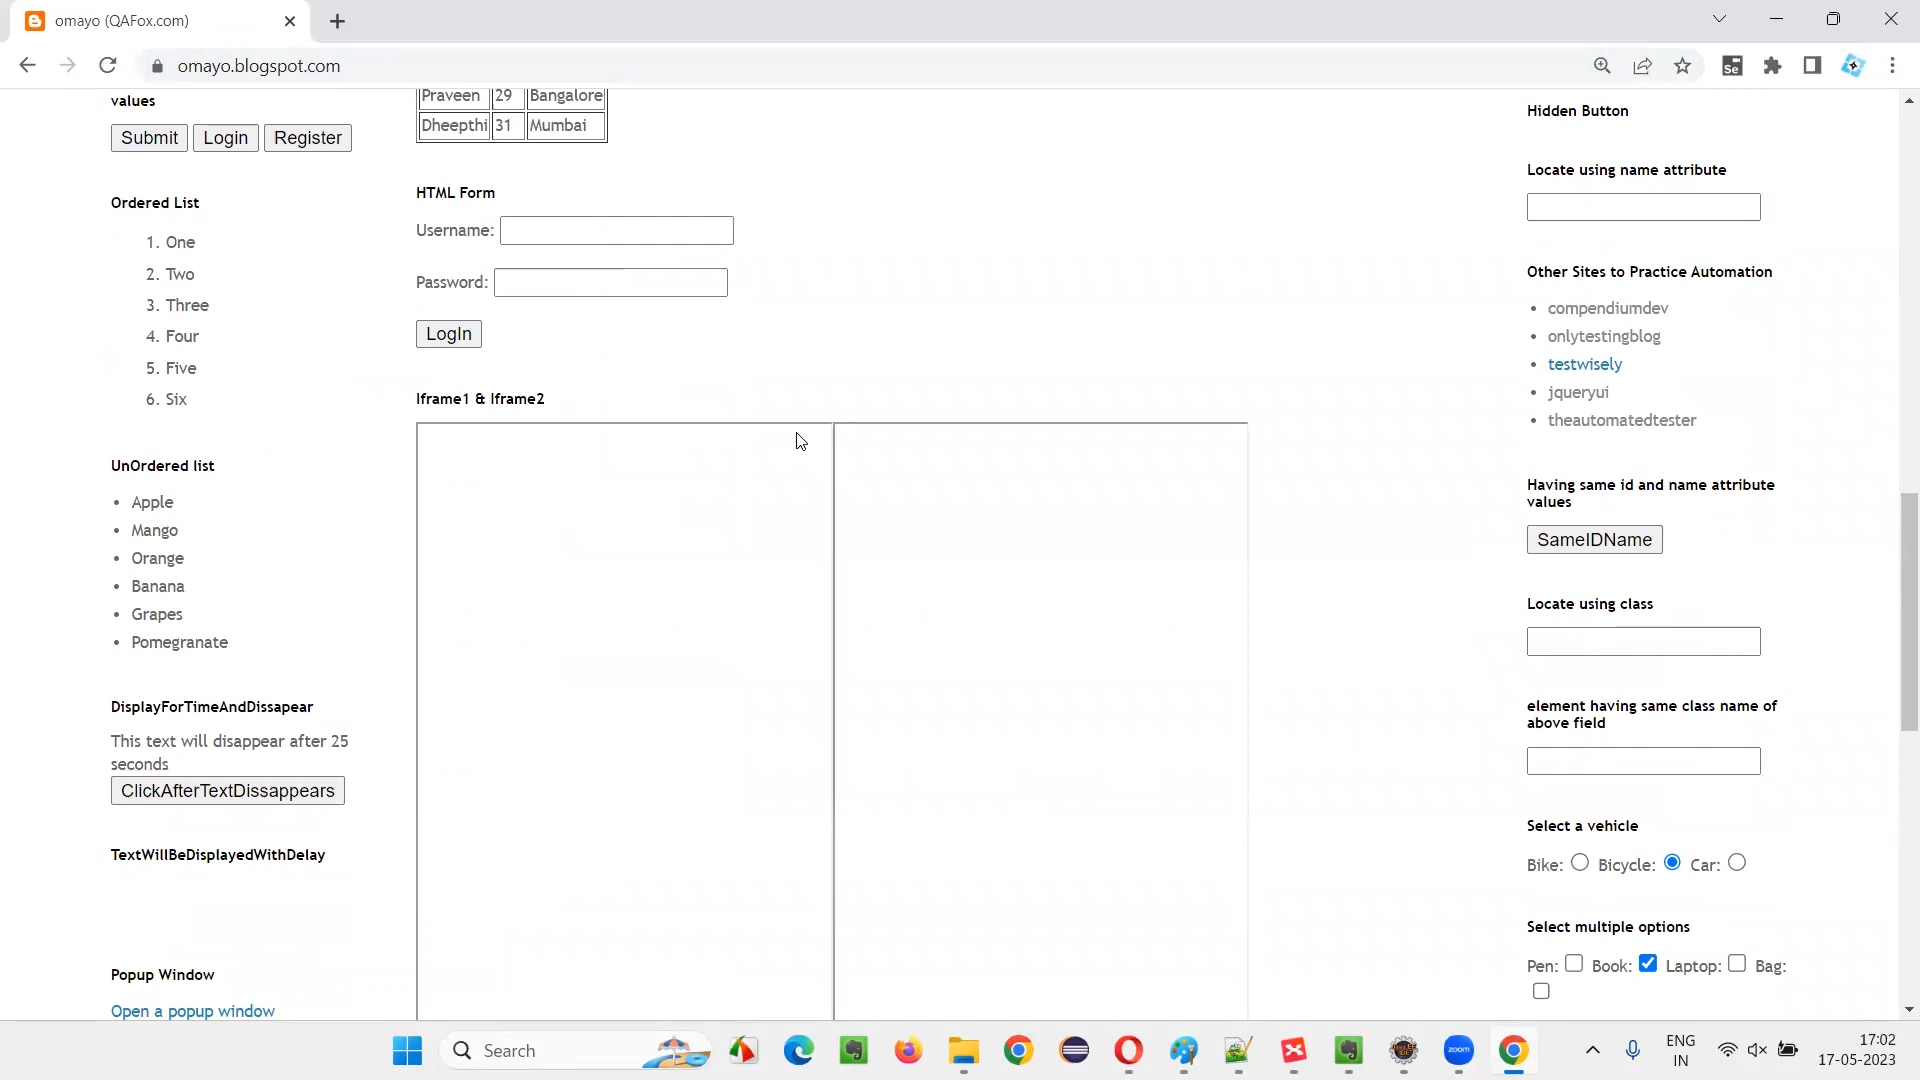 omayo (QAFox.com)
omayo.blogspot.com
values
Submit Login Register
Ordered List
1. One
2. Two
3. Three
4. Four
5. Five
6. Six
UnOrdered list
Apple
Mango
Orange
Banana
Grapes
Pomegranate
DisplayForTimeAndDissapear
This text will disappear after 25
seconds
ClickAfterTextDissappears
TextWillBeDisplayedWithDelay
Popup Window
Open a popup window
Praveen 29 Bangalore
Dheepthi 31 Mumbai
HTML Form
Username:
Password:
LogIn
Iframe1 & Iframe2
Hidden Button
Locate using name attribute
Other Sites to Practice Automation
compendiumdev
onlytestingblog
testwisely
jqueryui
theautomatedtester
Having same id and name attribute
values
SameIDName
Locate using class
element having same class name of
above field
Select a vehicle
Bike: Bicycle: Car:
Select multiple options
Pen: Book: Laptop: Bag:
Search
zoom
ENG
IN
17:02
17-05-2023